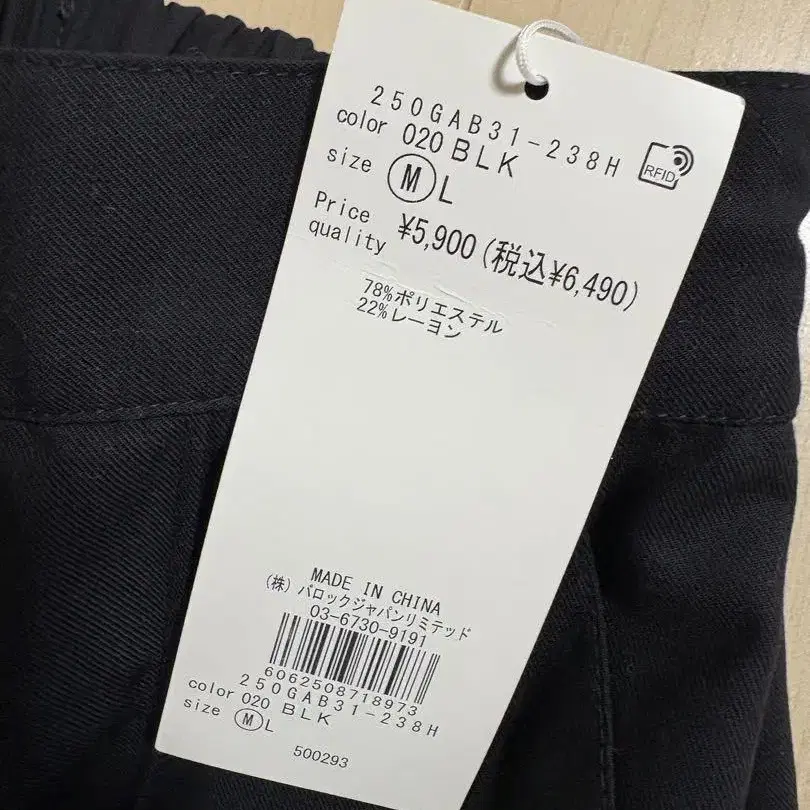 250GAB31-238H
color 020 BLK
RFID
size M L
Price ¥5,900(税込¥6,490)
quality
78%ポリエステル
22%レーヨン
MADE IN CHINA
(株)バロックジャパンリミテッド
03-6730-9191
6062508718973
250GAB31-238H
color 020 BLK
size M L
500293